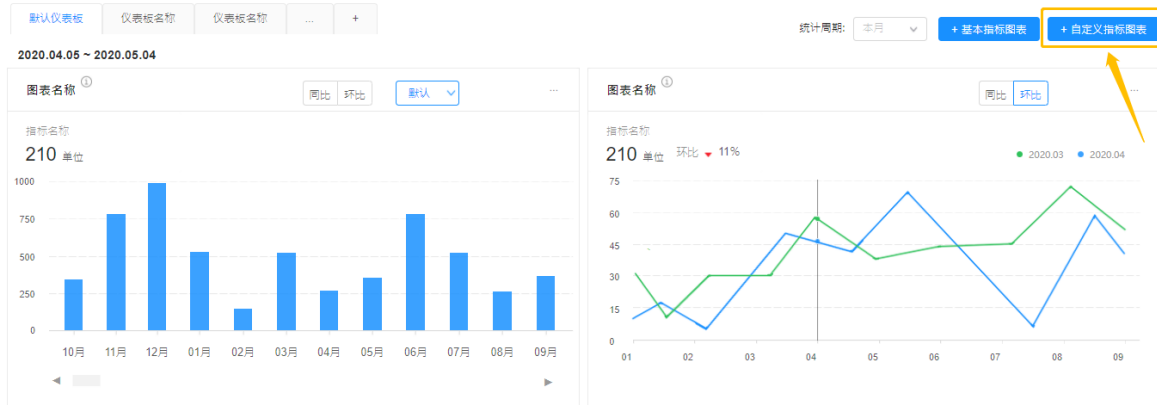 默认仪表板 仪表板名称 仪表板名称 ... +
统计周期: 本月 + 基本指标图表 + 自定义指标图表
2020.04.05 ~ 2020.05.04
图表名称 同比 环比 默认 ...
指标名称
210 单位
1000
750
500
250
0
10月 11月 12月 01月 02月 03月 04月 05月 06月 07月 08月 09月
图表名称 同比 环比 ...
指标名称
210 单位 环比 11%
2020.03 2020.04
75
60
45
30
15
0
01 02 03 04 05 06 07 08 09